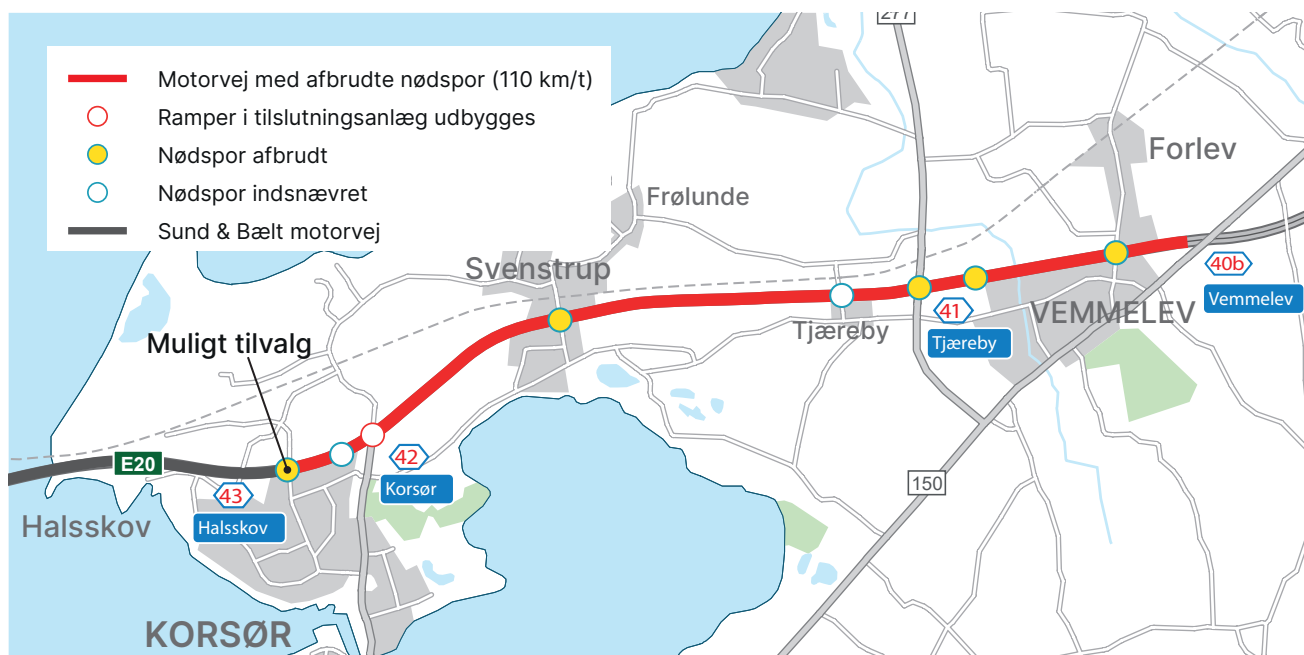 277
Motorvej med afbrudte nødspor (110 km/t)
Ramper i tilslutningsanlæg udbygges
Nødspor afbrudt
Nødspor indsnævret
Sund & Bælt motorvej
Forlev
Frølunde
Svenstrup
40b
Vemmelev
VEMMELEV
41
Tjæreby
Tjæreby
Muligt tilvalg
E20
42
Korsør
150
43
Halsskov
Halsskov
KORSØR